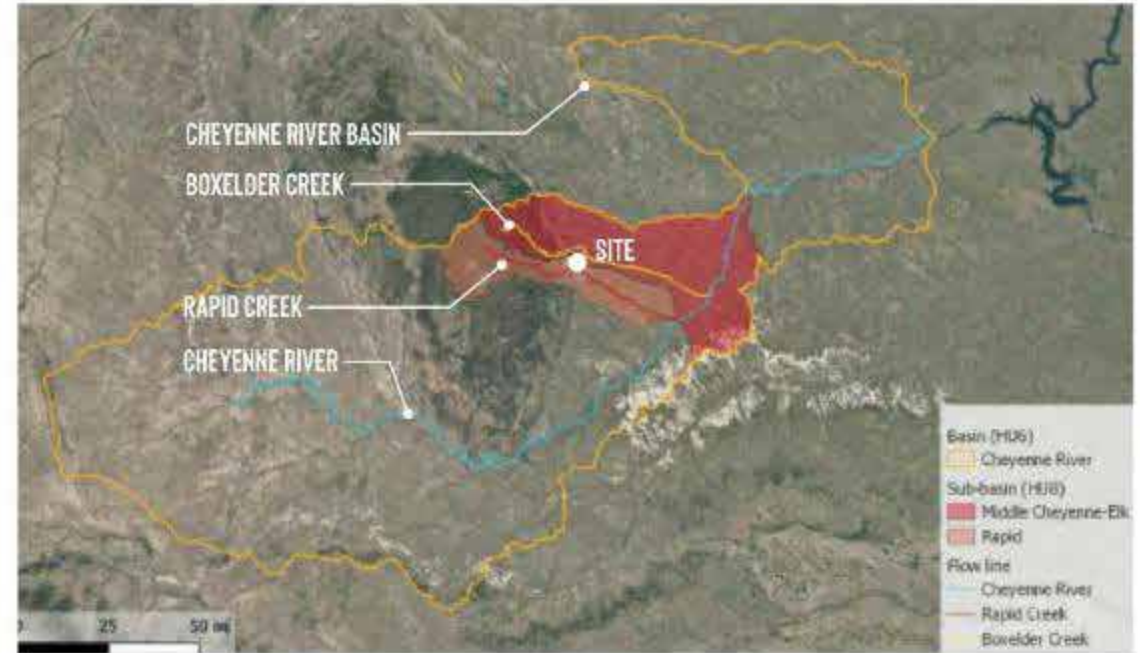 CHEYENNE RIVER BASIN
BOXELDER CREEK
SITE
RAPID CREEK
CHEYENNE RIVER
Basin (HU6)
Cheyenne River
Sub-basin (HU8)
Middle Cheyenne-Elk
Rapid
Flow line
Cheyenne River
Rapid Creek
Boxelder Creek
25 50 mi